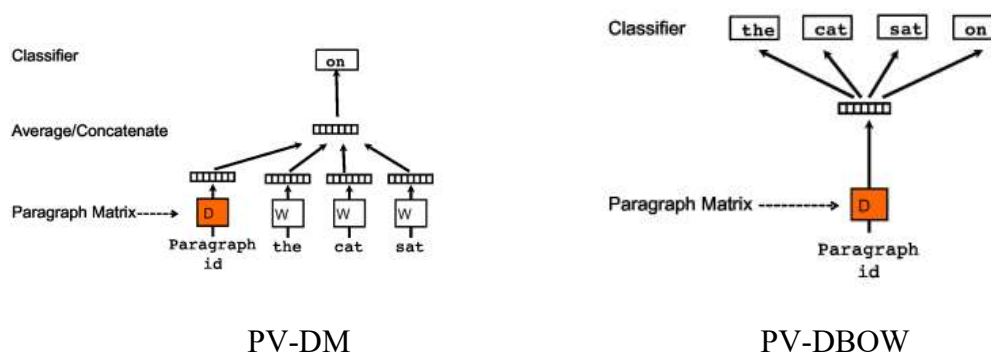 Classifier
on
Average/Concatenate
Paragraph Matrix
D
W
W
W
Paragraph
id
the
cat
sat
PV-DM
Classifier
the
cat
sat
on
Paragraph Matrix
D
Paragraph
id
PV-DBOW